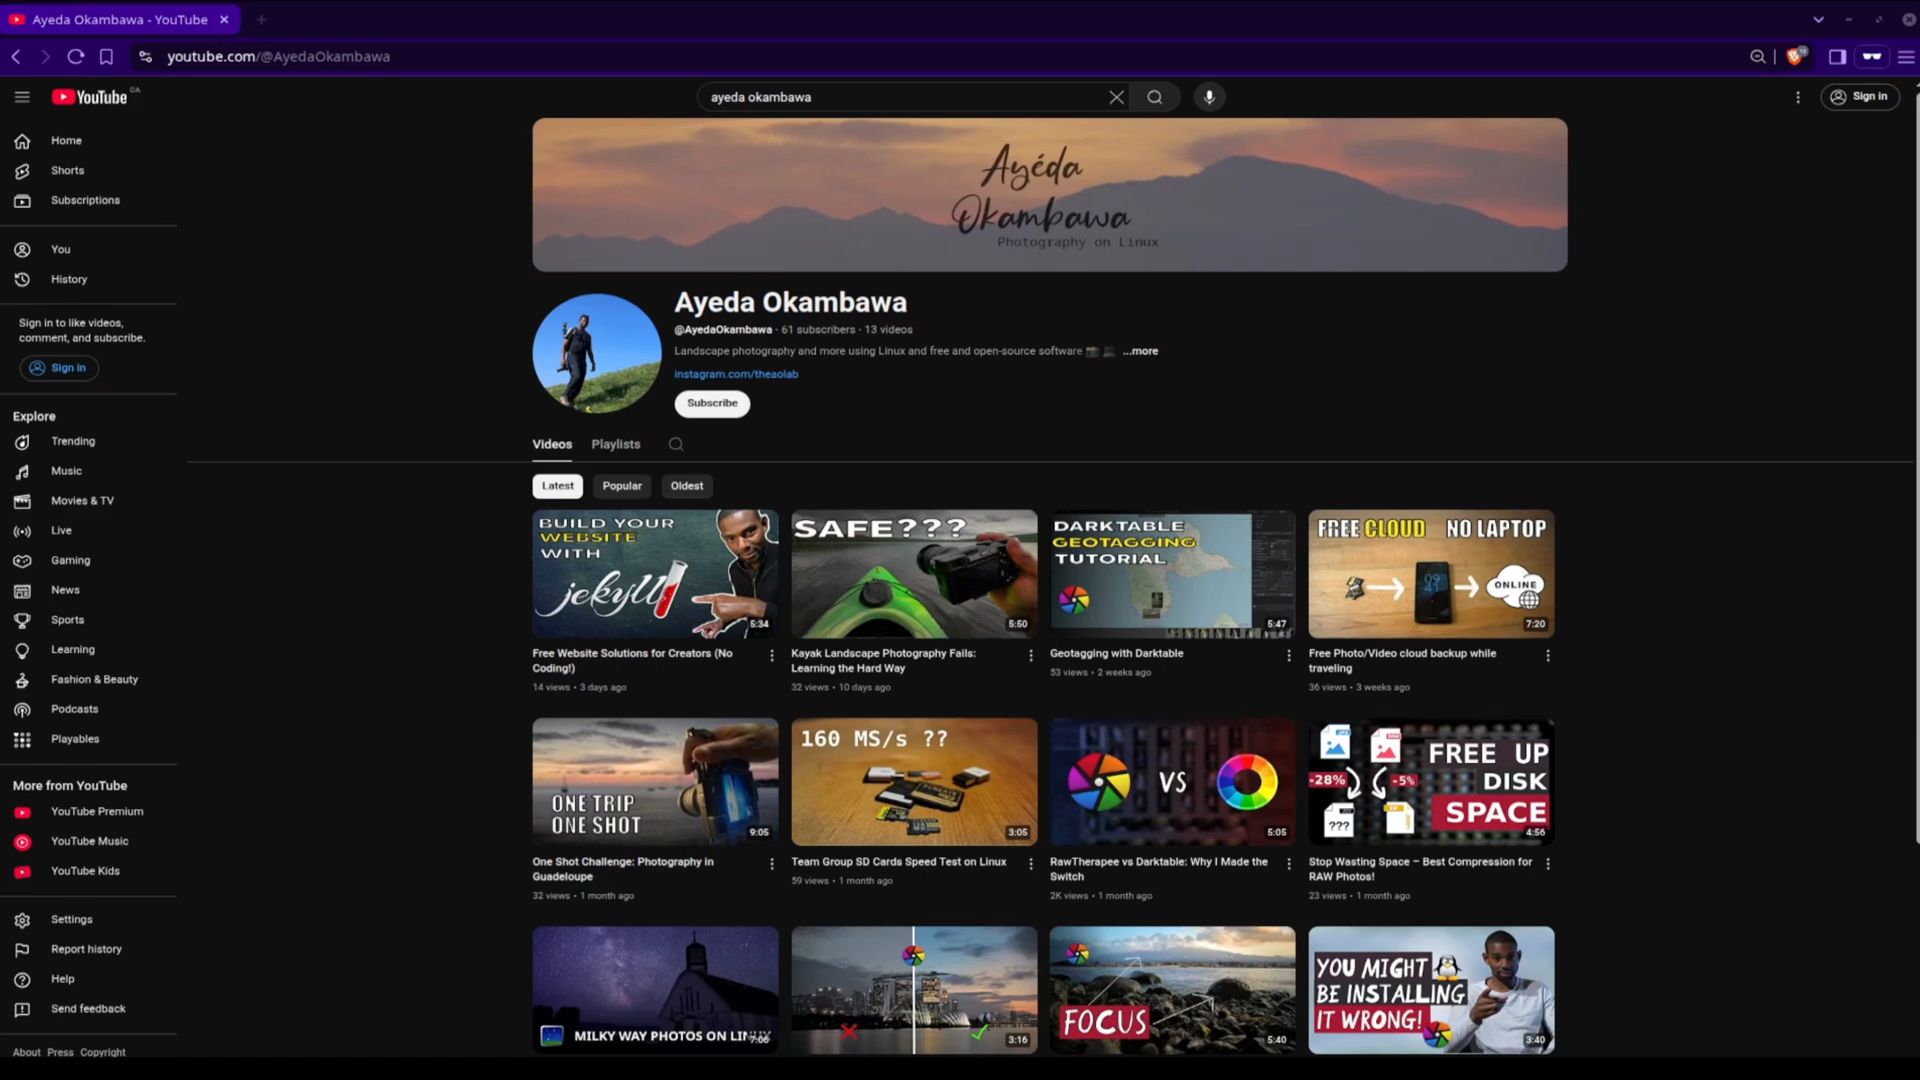 Ayeda Okambawa - YouTube
youtube.com/@AyedaOkambawa
YouTube CA
ayeda okambawa
Sign in
Home
Shorts
Subscriptions
You
History
Sign in to like videos,
comment, and subscribe.
Sign in
Explore
Trending
Music
Movies & TV
Live
Gaming
News
Sports
Learning
Fashion & Beauty
Podcasts
Playables
More from YouTube
YouTube Premium
YouTube Music
YouTube Kids
Settings
Report history
Help
Send feedback
About Press Copyright
Ayéda
Okambawa
Photography on Linux
Ayeda Okambawa
@AyedaOkambawa · 61 subscribers · 13 videos
Landscape photography and more using Linux and free and open-source software ...more
instagram.com/theaolab
Subscribe
Videos Playlists
Latest Popular Oldest
BUILD YOUR
WEBSITE
WITH
jekyll
5:34
Free Website Solutions for Creators (No
Coding!)
14 views • 3 days ago
SAFE???
5:50
Kayak Landscape Photography Fails:
Learning the Hard Way
32 views • 10 days ago
DARKTABLE
GEOTAGGING
TUTORIAL
5:47
Geotagging with Darktable
53 views • 2 weeks ago
FREE CLOUD NO LAPTOP
09
41
ONLINE
7:20
Free Photo/Video cloud backup while
traveling
36 views • 3 weeks ago
ONE TRIP
ONE SHOT
9:05
One Shot Challenge: Photography in
Guadeloupe
32 views • 1 month ago
160 MS/s ??
3:05
Team Group SD Cards Speed Test on Linux
59 views • 1 month ago
VS
5:05
RawTherapee vs Darktable: Why I Made the
Switch
2K views • 1 month ago
FREE UP
DISK
SPACE
-28%
-5%
???
4:56
Stop Wasting Space – Best Compression for
RAW Photos!
23 views • 1 month ago
MILKY WAY PHOTOS ON LINUX
7:06
3:16
FOCUS
5:40
YOU MIGHT
BE INSTALLING
IT WRONG!
3:40